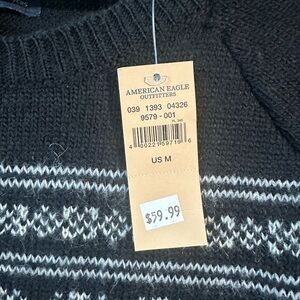 AMERICAN EAGLE
OUTFITTERS
039 1393 04326
9579 - 001
US M
$59.99